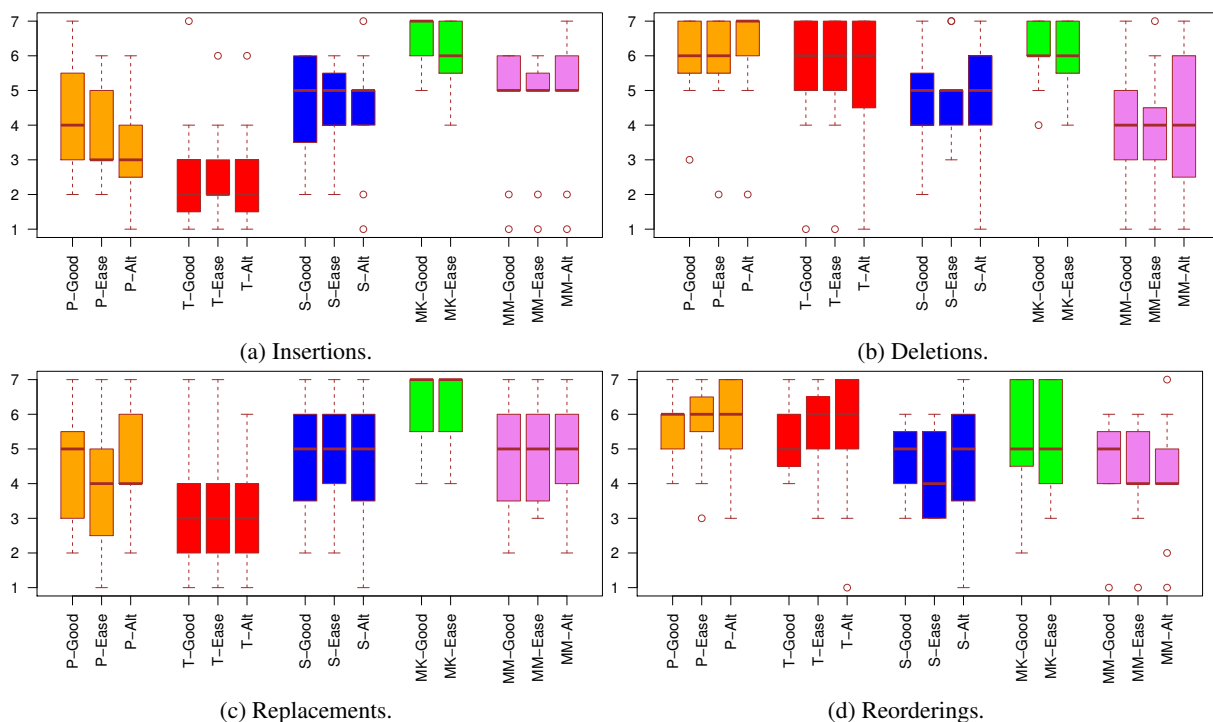 7
6
5
4
3
2
1
P−Good
P−Ease
P−Alt
T−Good
T−Ease
T−Alt
S−Good
S−Ease
S−Alt
MK−Good
MK−Ease
MM−Good
MM−Ease
MM−Alt
(a) Insertions.
7
6
5
4
3
2
1
P−Good
P−Ease
P−Alt
T−Good
T−Ease
T−Alt
S−Good
S−Ease
S−Alt
MK−Good
MK−Ease
MM−Good
MM−Ease
MM−Alt
(b) Deletions.
7
6
5
4
3
2
1
P−Good
P−Ease
P−Alt
T−Good
T−Ease
T−Alt
S−Good
S−Ease
S−Alt
MK−Good
MK−Ease
MM−Good
MM−Ease
MM−Alt
(c) Replacements.
7
6
5
4
3
2
1
P−Good
P−Ease
P−Alt
T−Good
T−Ease
T−Alt
S−Good
S−Ease
S−Alt
MK−Good
MK−Ease
MM−Good
MM−Ease
MM−Alt
(d) Reorderings.